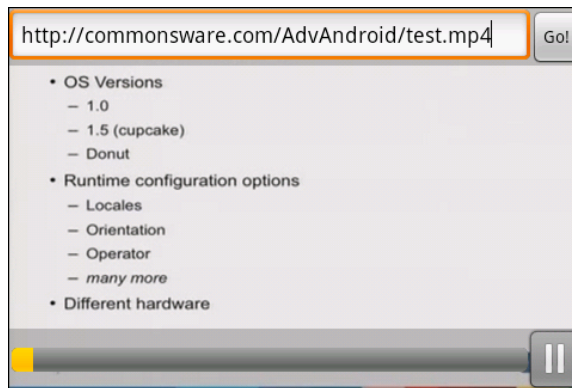 http://commonsware.com/AdvAndroid/test.mp4
Go!
• OS Versions
– 1.0
– 1.5 (cupcake)
– Donut
• Runtime configuration options
– Locales
– Orientation
– Operator
– many more
• Different hardware